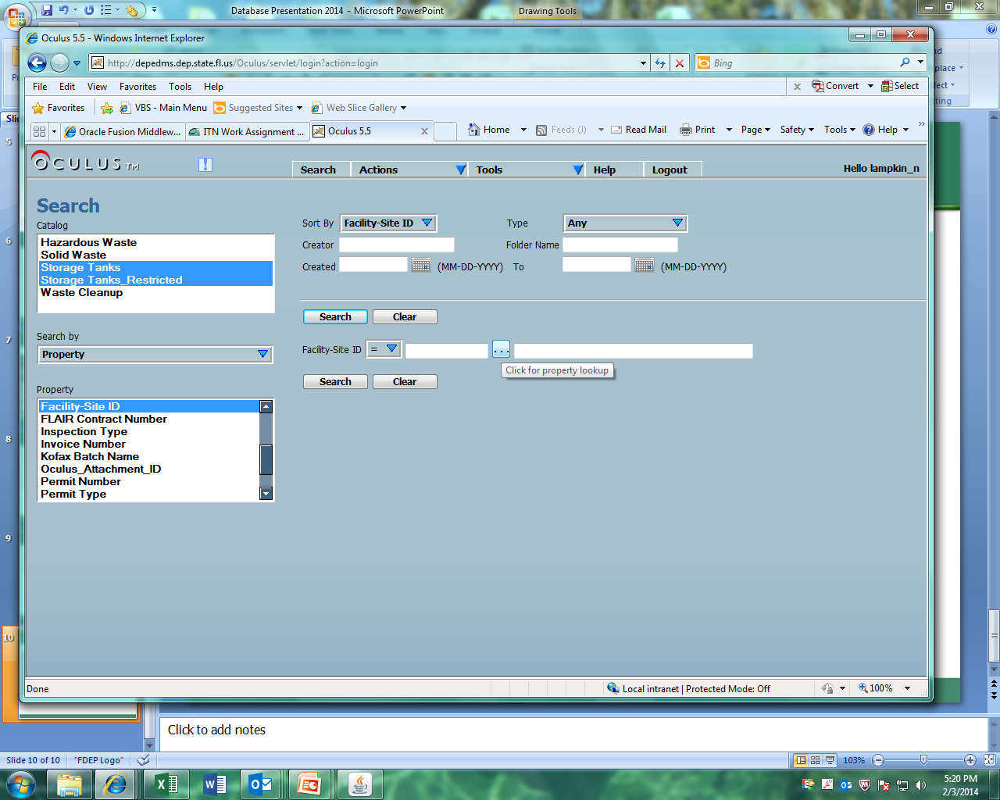 Database Presentation 2014 - Microsoft PowerPoint
Drawing Tools
Oculus 5.5 - Windows Internet Explorer
http://depedms.dep.state.fl.us/Oculus/servlet/login?action=login
Bing
File Edit View Favorites Tools Help
x Convert Select
Favorites VBS - Main Menu Suggested Sites Web Slice Gallery
Oracle Fusion Middlew... ITN Work Assignment ... Oculus 5.5 x
Home Feeds (J) Read Mail Print Page Safety Tools Help »
OCULUS TM
!
Search Actions Tools Help Logout
Hello lampkin_n
Search
Catalog
Hazardous Waste
Solid Waste
Storage Tanks
Storage Tanks_Restricted
Waste Cleanup
Search by
Property
Property
Facility-Site ID
FLAIR Contract Number
Inspection Type
Invoice Number
Kofax Batch Name
Oculus_Attachment_ID
Permit Number
Permit Type
Sort By Facility-Site ID Type Any
Creator Folder Name
Created (MM-DD-YYYY) To (MM-DD-YYYY)
Search Clear
Facility-Site ID = ...
Click for property lookup
Search Clear
Done
Local intranet | Protected Mode: Off
100%
5
6
7
8
9
10
Click to add notes
Slide 10 of 10 "FDEP Logo"
103%
5:20 PM
2/3/2014